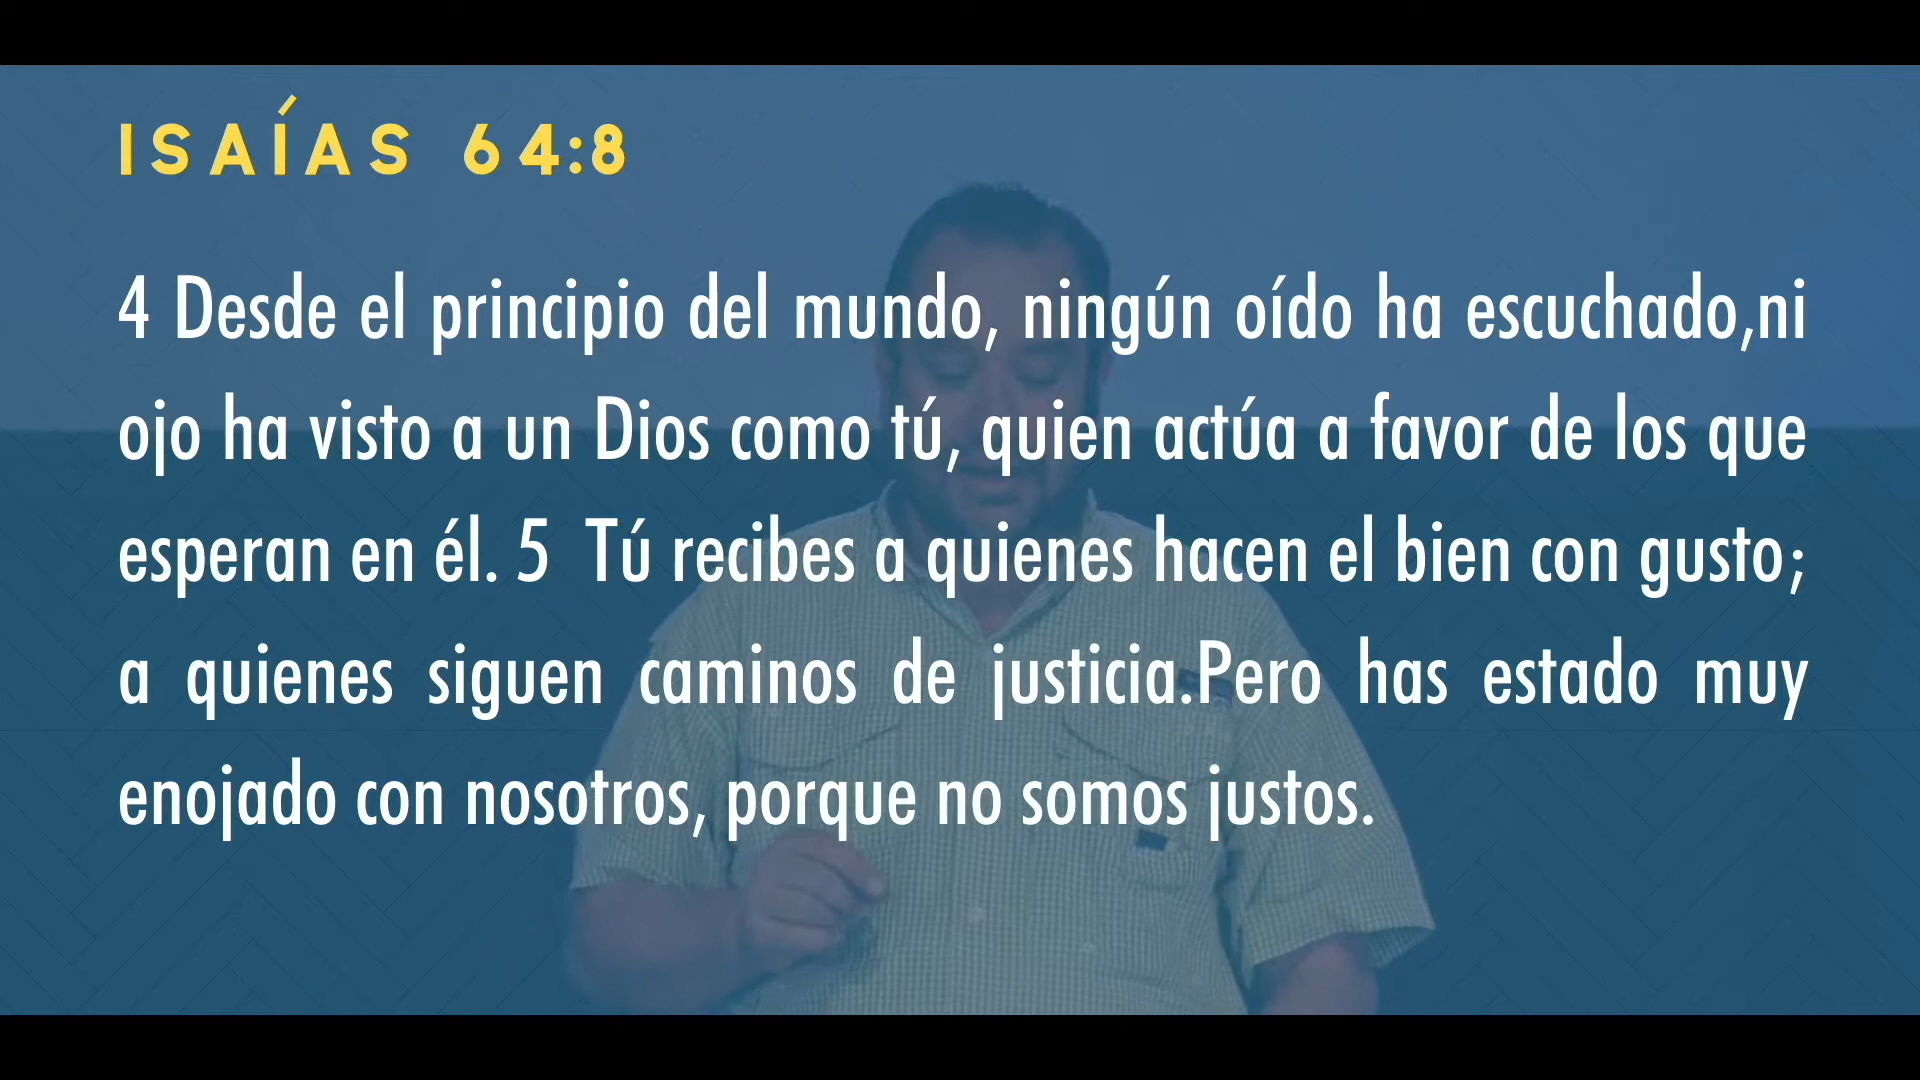 ISAÍAS 64:8
4 Desde el principio del mundo, ningún oído ha escuchado,ni
ojo ha visto a un Dios como tú, quien actúa a favor de los que
esperan en él. 5 Tú recibes a quienes hacen el bien con gusto;
a quienes siguen caminos de justicia.Pero has estado muy
enojado con nosotros, porque no somos justos.